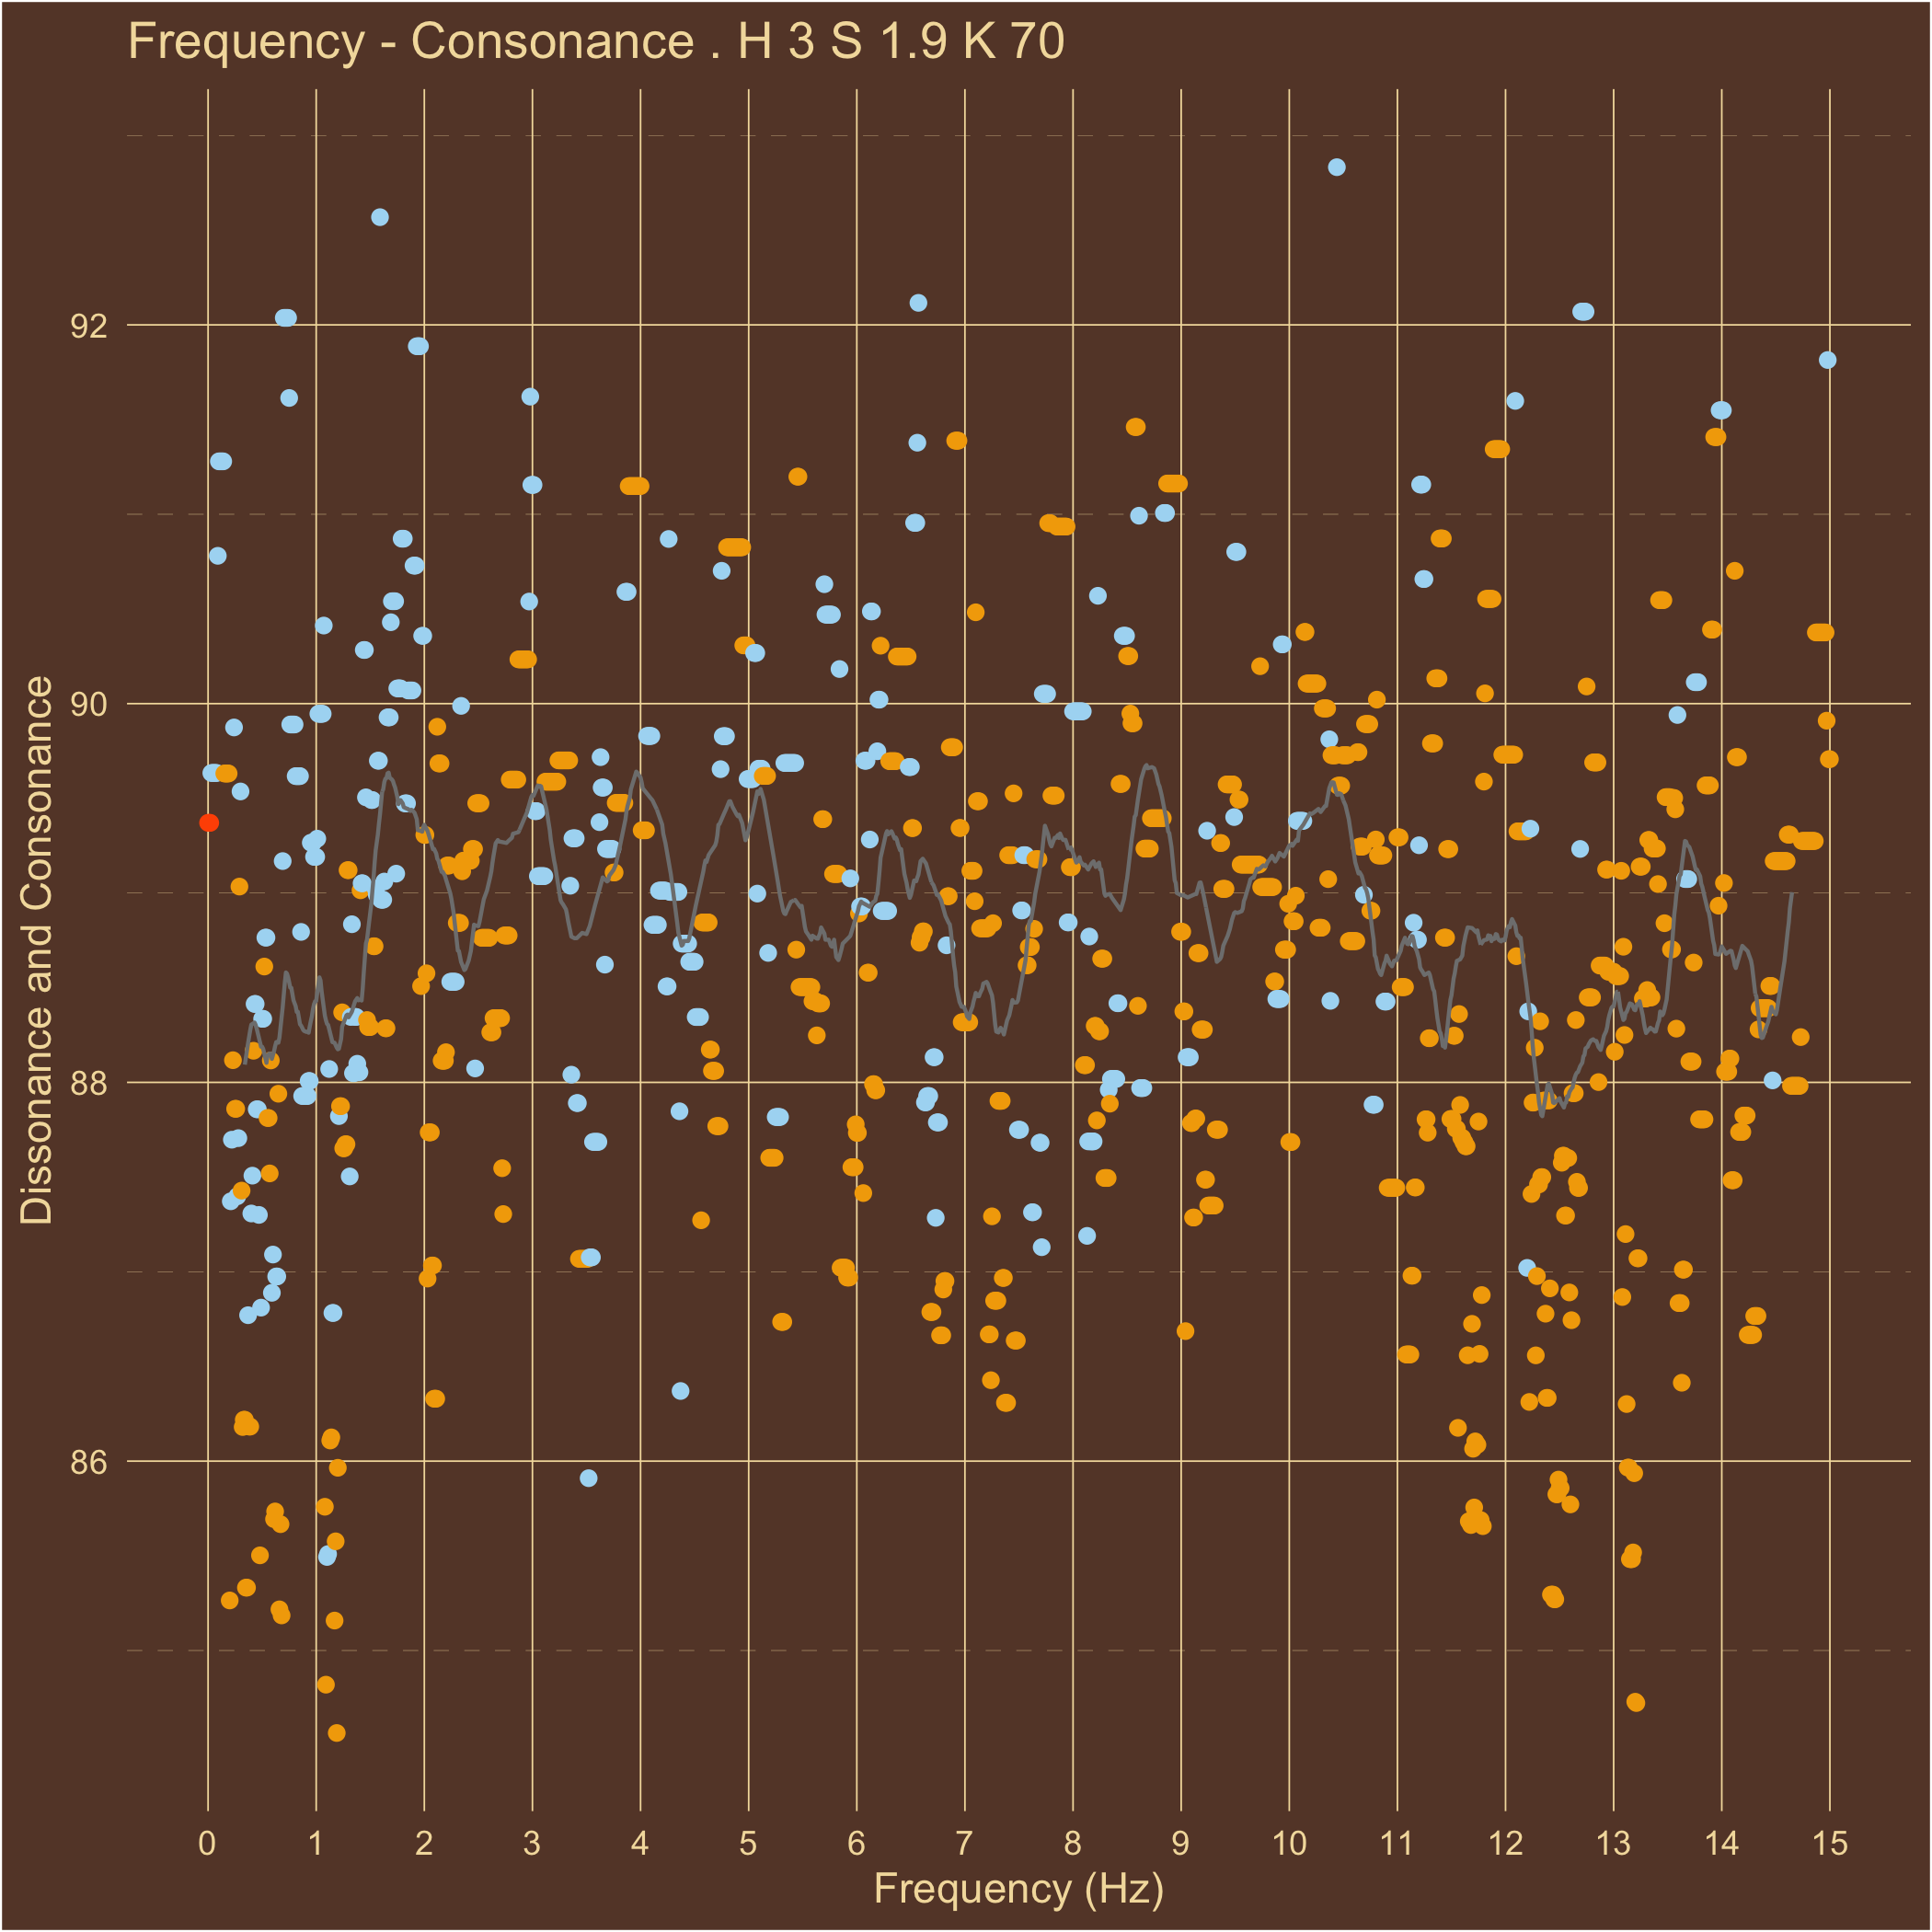 Frequency - Consonance . H 3 S 1.9 K 70
92
90
88
86
Dissonance and Consonance
0 1 2 3 4 5 6 7 8 9 10 11 12 13 14 15
Frequency (Hz)